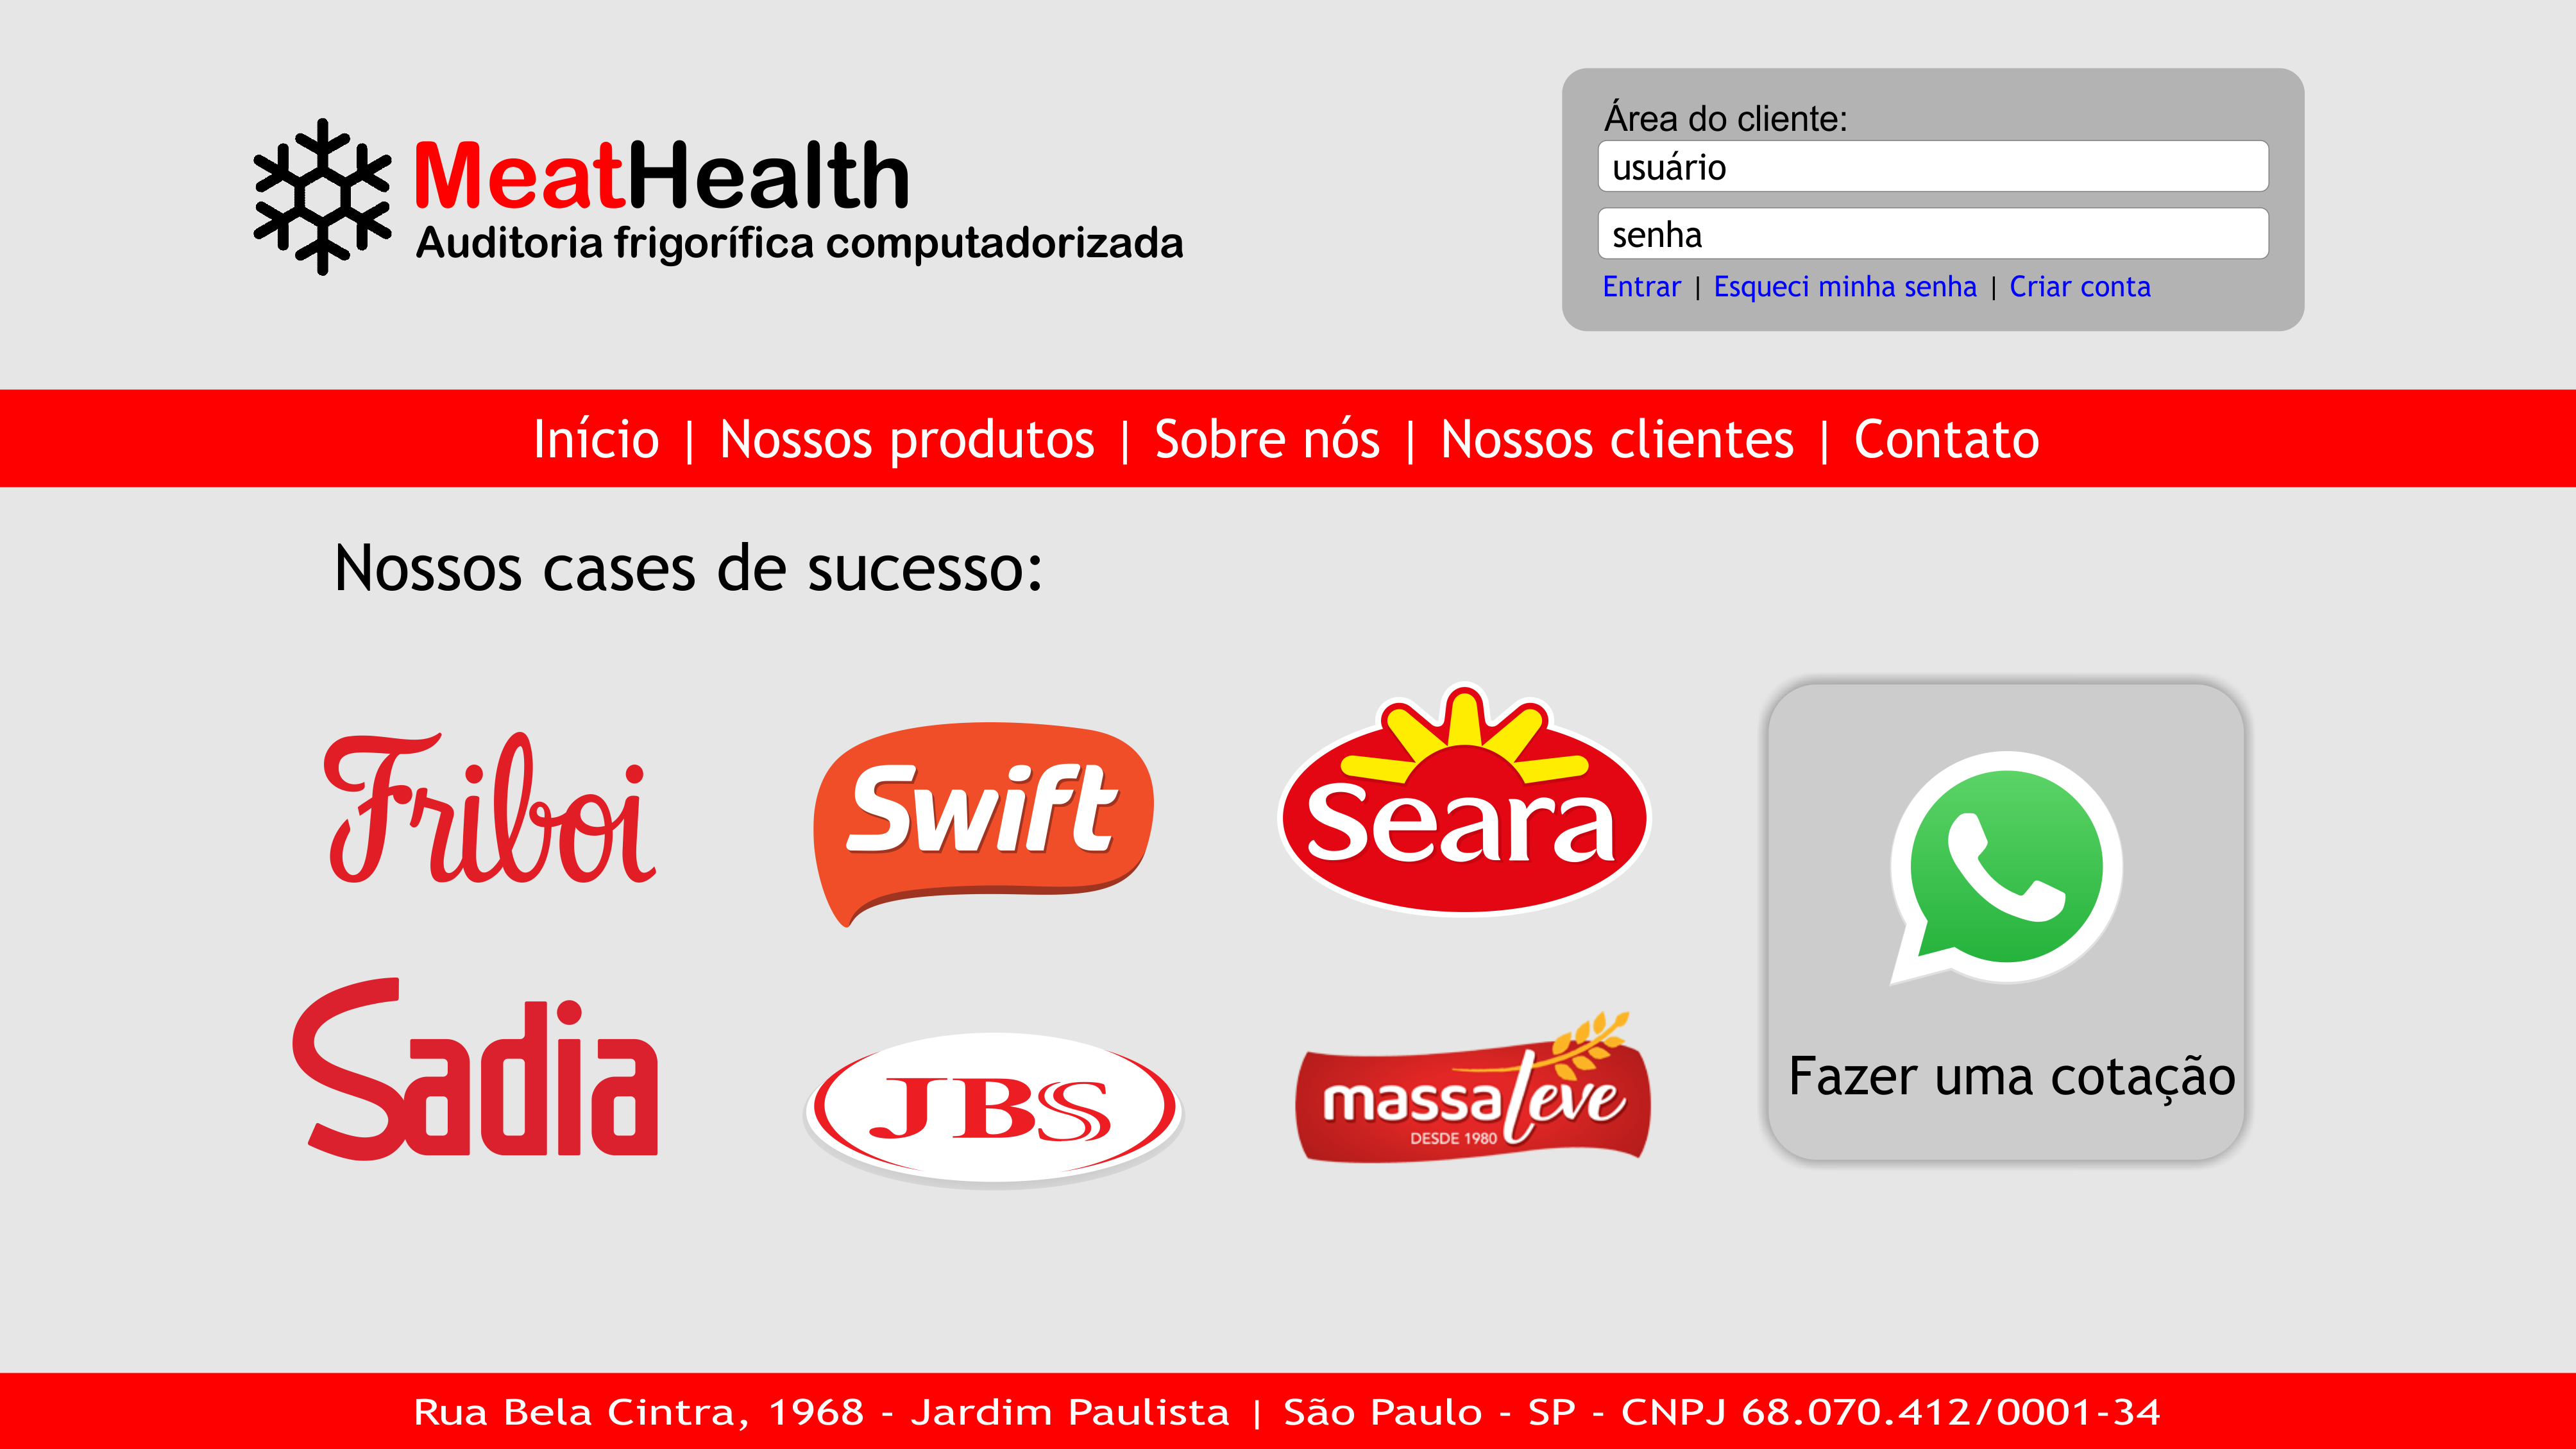 MeatHealth
Auditoria frigorífica computadorizada
Área do cliente:
usuário
senha
Entrar | Esqueci minha senha | Criar conta
Início | Nossos produtos | Sobre nós | Nossos clientes | Contato
Nossos cases de sucesso:
Friboi
Swift
Seara
Sadia
JBS
massa leve
DESDE 1980
Fazer uma cotação
Rua Bela Cintra, 1968 - Jardim Paulista | São Paulo - SP - CNPJ 68.070.412/0001-34